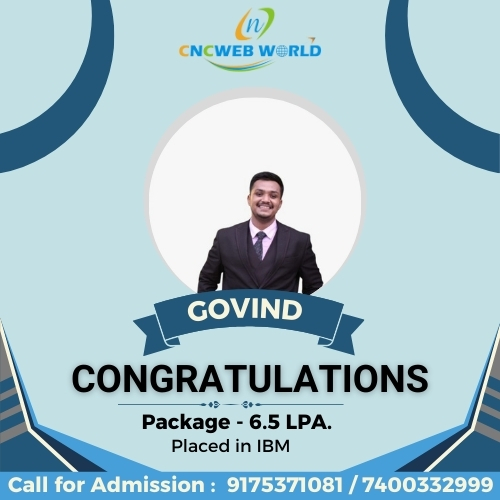 CNCWEB WORLD
GOVIND
CONGRATULATIONS
Package - 6.5 LPA.
Placed in IBM
Call for Admission : 9175371081 / 7400332999